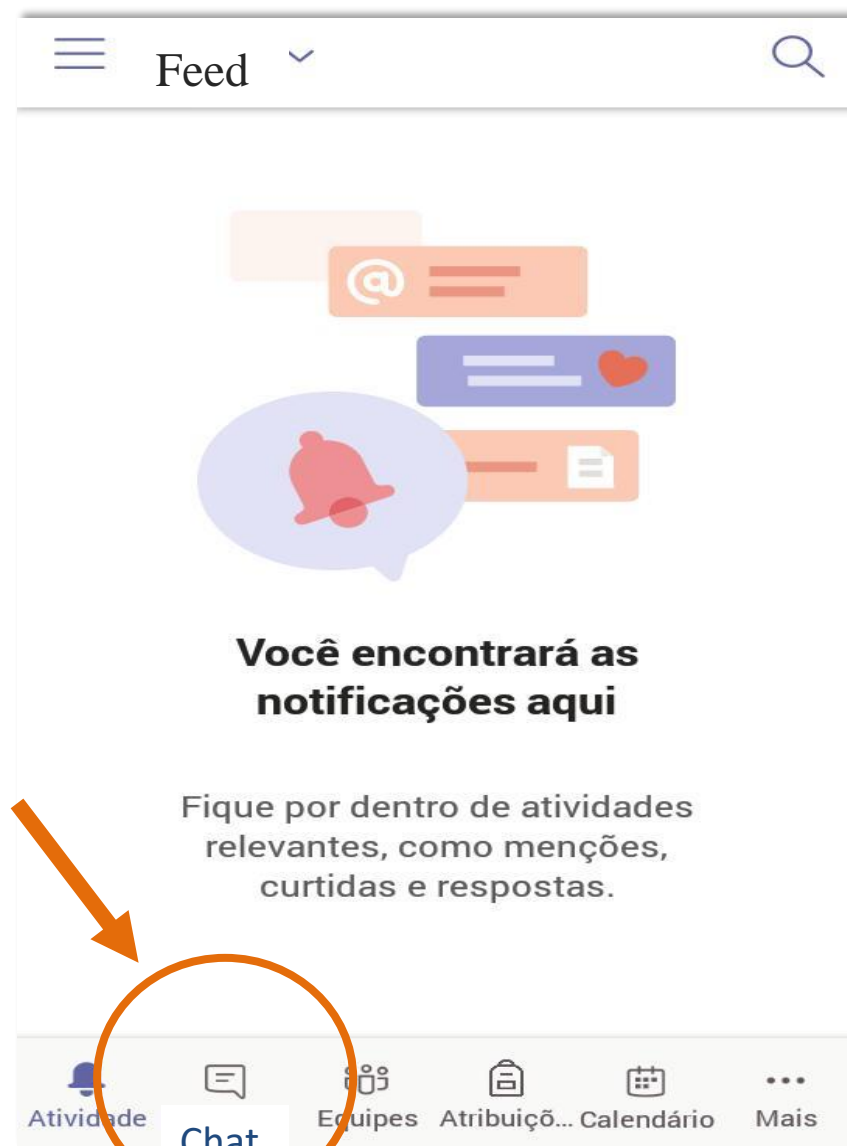 Feed
@
Você encontrará as
notificações aqui
Fique por dentro de atividades
relevantes, como menções,
curtidas e respostas.
Atividade Chat Equipes Atribuiçõ... Calendário Mais